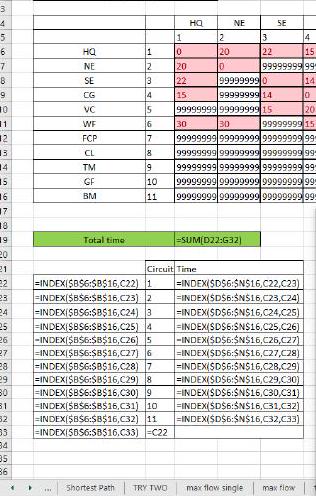 3
4 HQ NE SE
5 1 2 3 4
6 HQ 1 0 20 22 15
7 NE 2 20 0 99999999 99
8 SE 3 22 99999999 0 14
9 CG 4 15 99999999 14 0
10 VC 5 99999999 99999999 15 20
11 WF 6 30 30 99999999 15
12 FCP 7 99999999 99999999 99999999 99
13 CL 8 99999999 99999999 99999999 99
14 TM 9 99999999 99999999 99999999 99
15 GF 10 99999999 99999999 99999999 99
16 BM 11 99999999 99999999 99999999 99
17
18
19 Total time =SUM(D22:G32)
20
21 Circuit Time
22 =INDEX($B$6:$B$16,C22) 1 =INDEX($D$6:$N$16,C22,C23)
23 =INDEX($B$6:$B$16,C23) 2 =INDEX($D$6:$N$16,C23,C24)
24 =INDEX($B$6:$B$16,C24) 3 =INDEX($D$6:$N$16,C24,C25)
25 =INDEX($B$6:$B$16,C25) 4 =INDEX($D$6:$N$16,C25,C26)
26 =INDEX($B$6:$B$16,C26) 5 =INDEX($D$6:$N$16,C26,C27)
27 =INDEX($B$6:$B$16,C27) 6 =INDEX($D$6:$N$16,C27,C28)
28 =INDEX($B$6:$B$16,C28) 7 =INDEX($D$6:$N$16,C28,C29)
29 =INDEX($B$6:$B$16,C29) 8 =INDEX($D$6:$N$16,C29,C30)
30 =INDEX($B$6:$B$16,C30) 9 =INDEX($D$6:$N$16,C30,C31)
31 =INDEX($B$6:$B$16,C31) 10 =INDEX($D$6:$N$16,C31,C32)
32 =INDEX($B$6:$B$16,C32) 11 =INDEX($D$6:$N$16,C32,C33)
33 =INDEX($B$6:$B$16,C33) =C22
34
35
36
... Shortest Path TRY TWO max flow single max flow